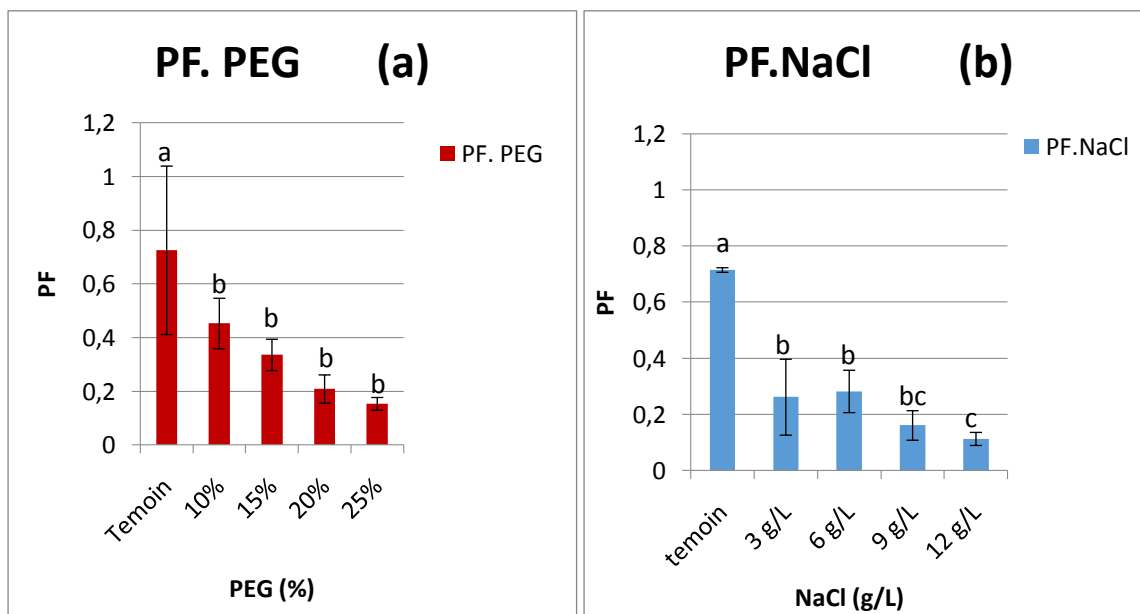 PF. PEG (a)
PF
1,2
1
0,8
0,6
0,4
0,2
0
a
b
b
b
b
PF. PEG
Temoin
10%
15%
20%
25%
PEG (%)
PF.NaCl (b)
PF
1,2
1
0,8
0,6
0,4
0,2
0
a
b
b
bc
c
PF.NaCl
temoin
3 g/L
6 g/L
9 g/L
12 g/L
NaCl (g/L)